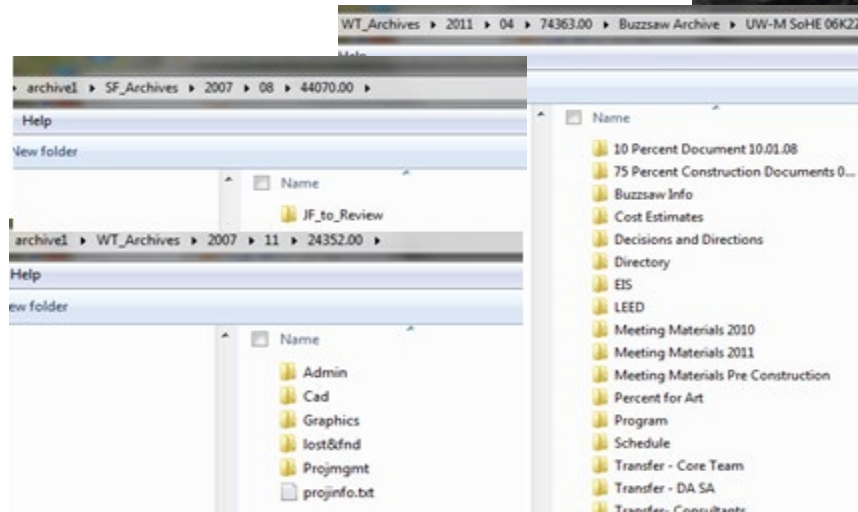 WT_Archives ▸ 2011 ▸ 04 ▸ 74363.00 ▸ Buzzsaw Archive ▸ UW-M SoHE 06K22
▸ archive1 ▸ SF_Archives ▸ 2007 ▸ 08 ▸ 44070.00 ▸
Help
New folder
Name
JF_to_Review
archive1 ▸ WT_Archives ▸ 2007 ▸ 11 ▸ 24352.00 ▸
Help
ew folder
Name
Admin
Cad
Graphics
lost&fnd
Projmgmt
projinfo.txt
Name
10 Percent Document 10.01.08
75 Percent Construction Documents 0...
Buzzsaw Info
Cost Estimates
Decisions and Directions
Directory
EIS
LEED
Meeting Materials 2010
Meeting Materials 2011
Meeting Materials Pre Construction
Percent for Art
Program
Schedule
Transfer - Core Team
Transfer - DA SA
Transfer- Consultants